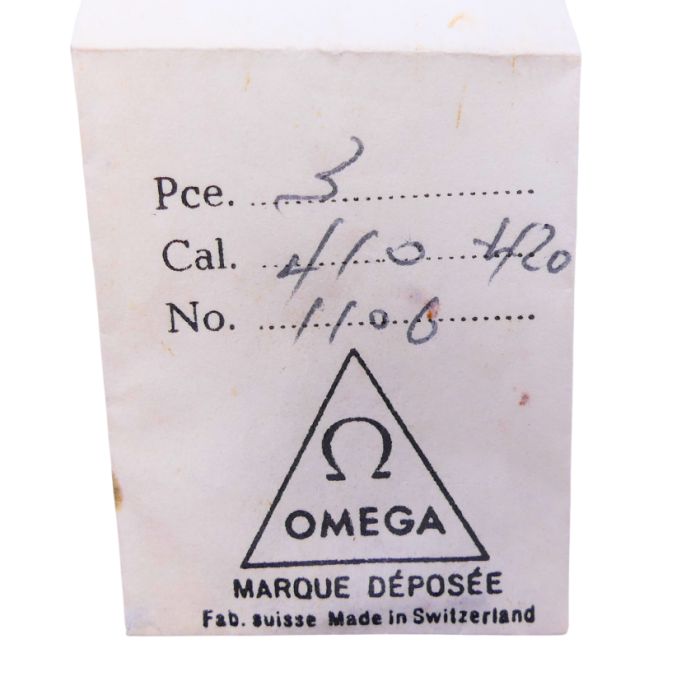 Pce. 3
Cal. 410 420
No. 1106
Ω
OMEGA
MARQUE DÉPOSÉE
Fab. suisse Made in Switzerland